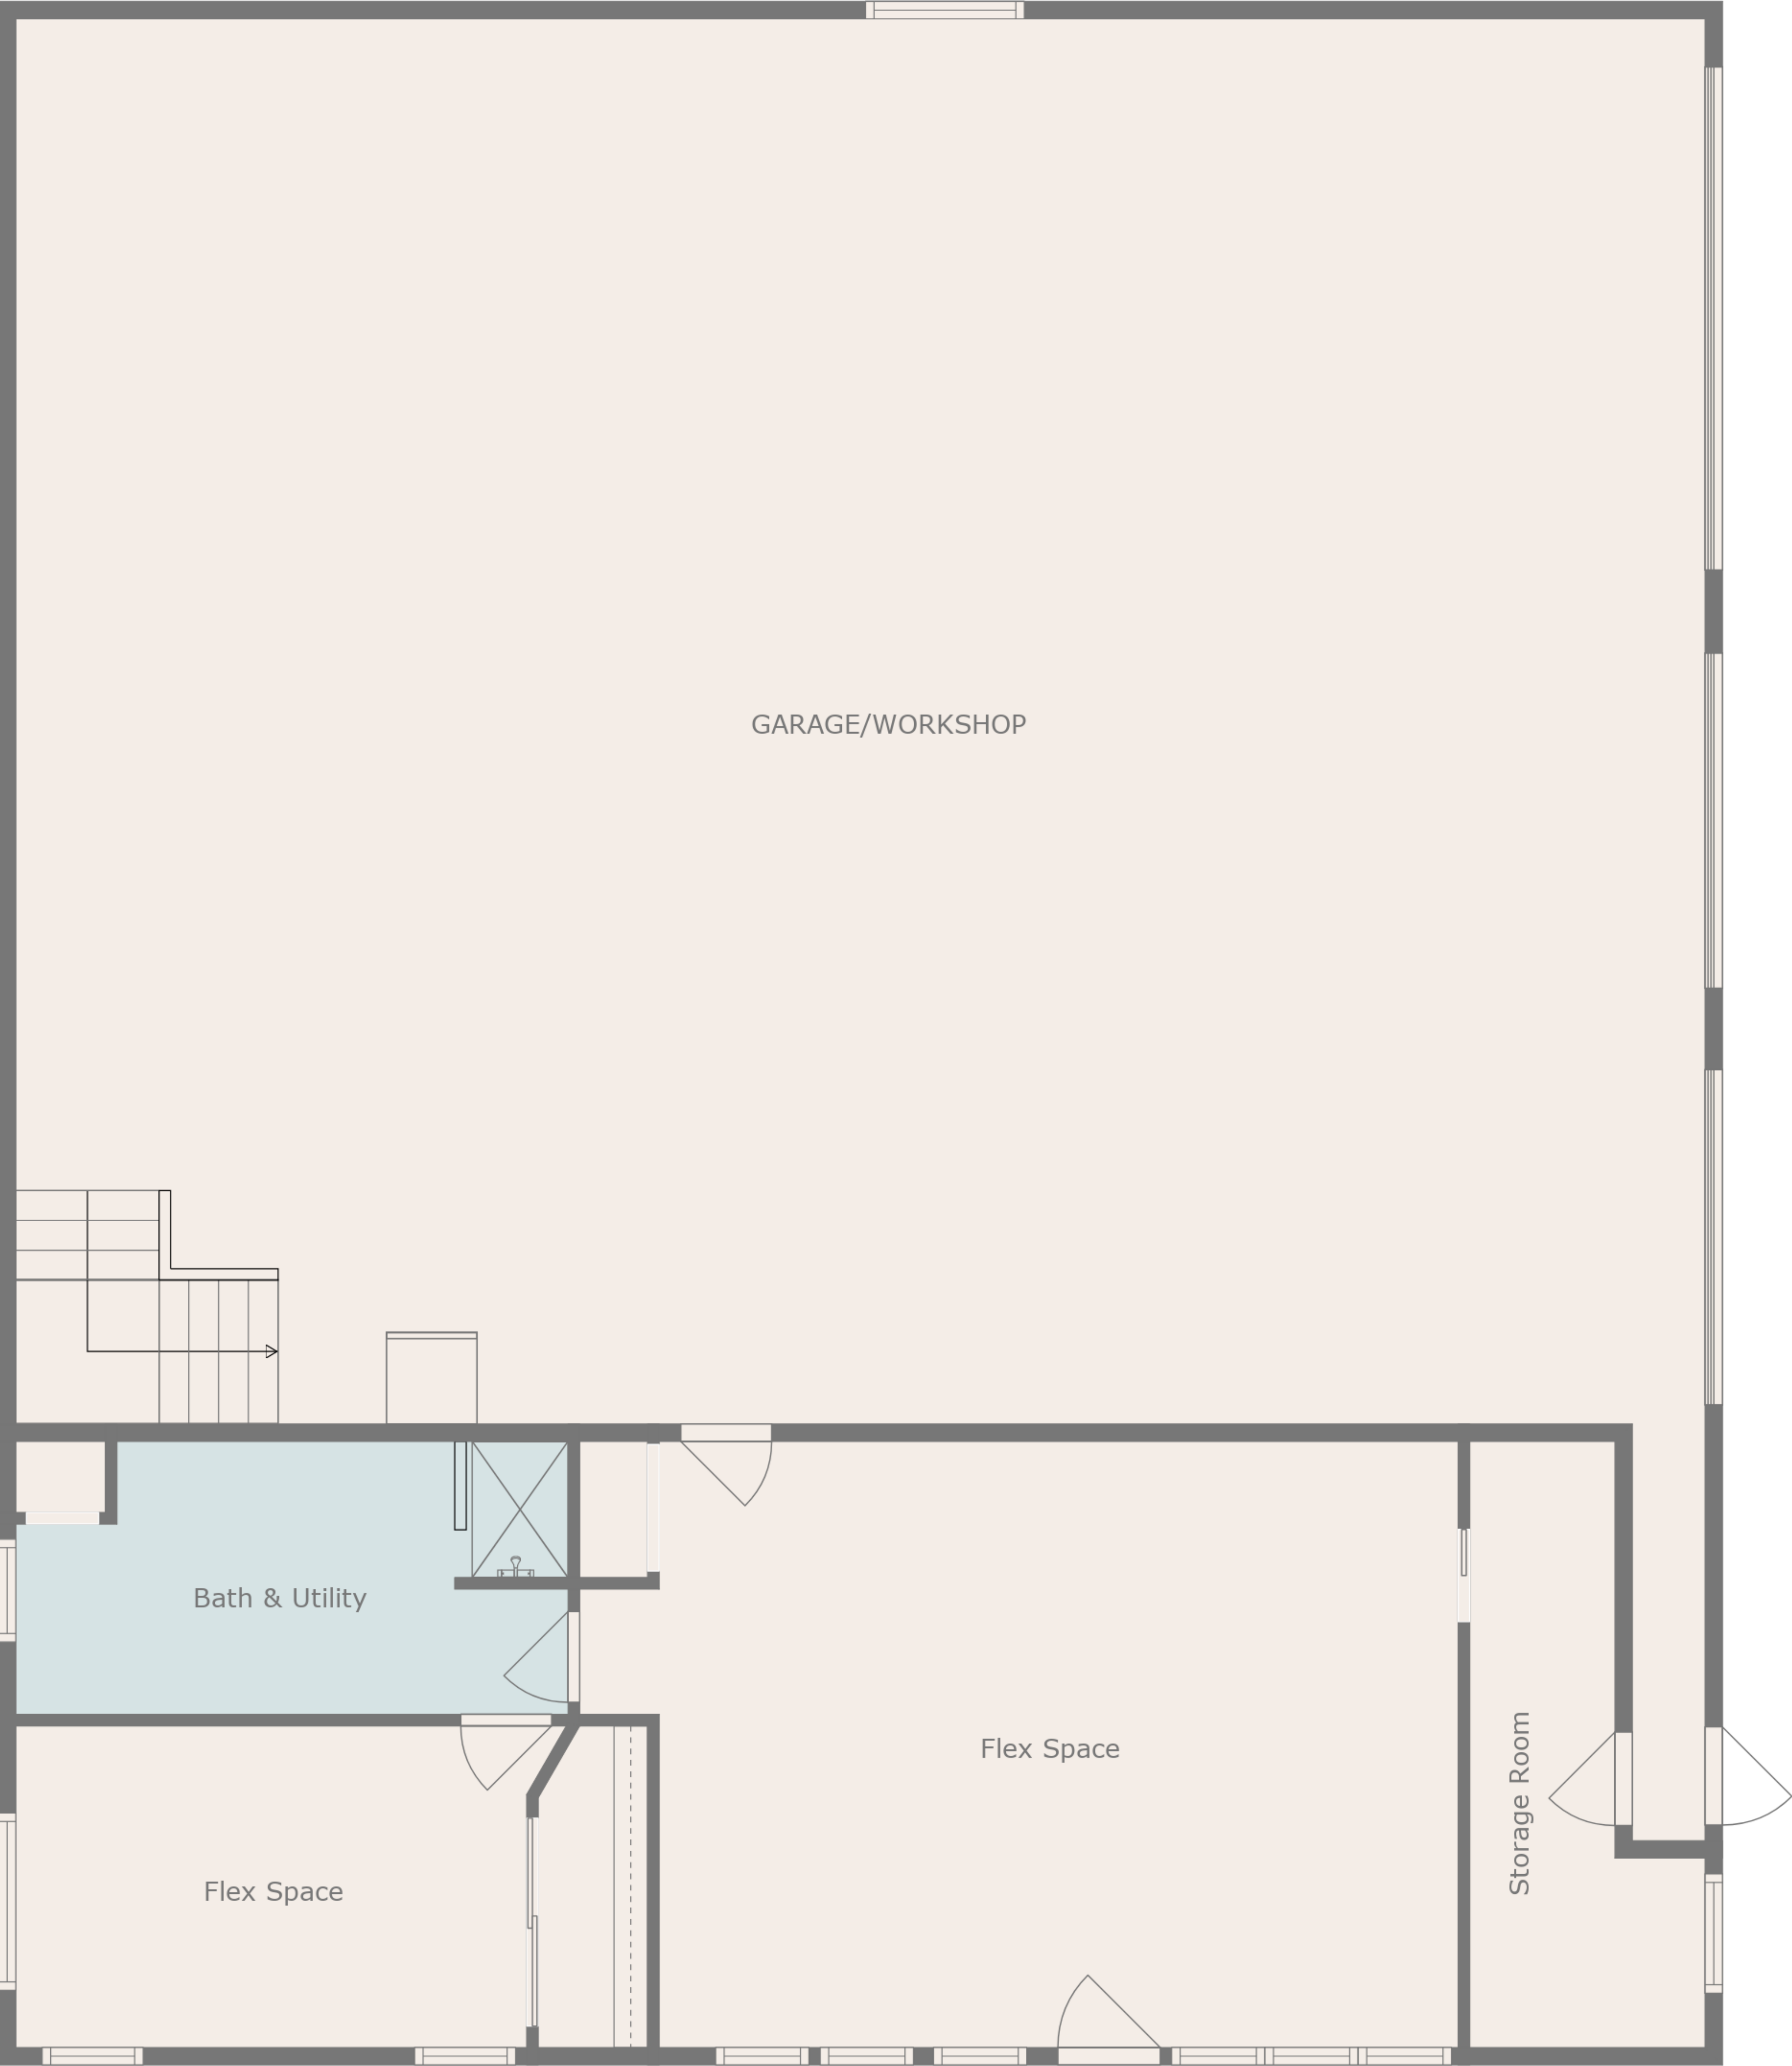 GARAGE/WORKSHOP
Bath & Utility
Flex Space
Storage Room
Flex Space